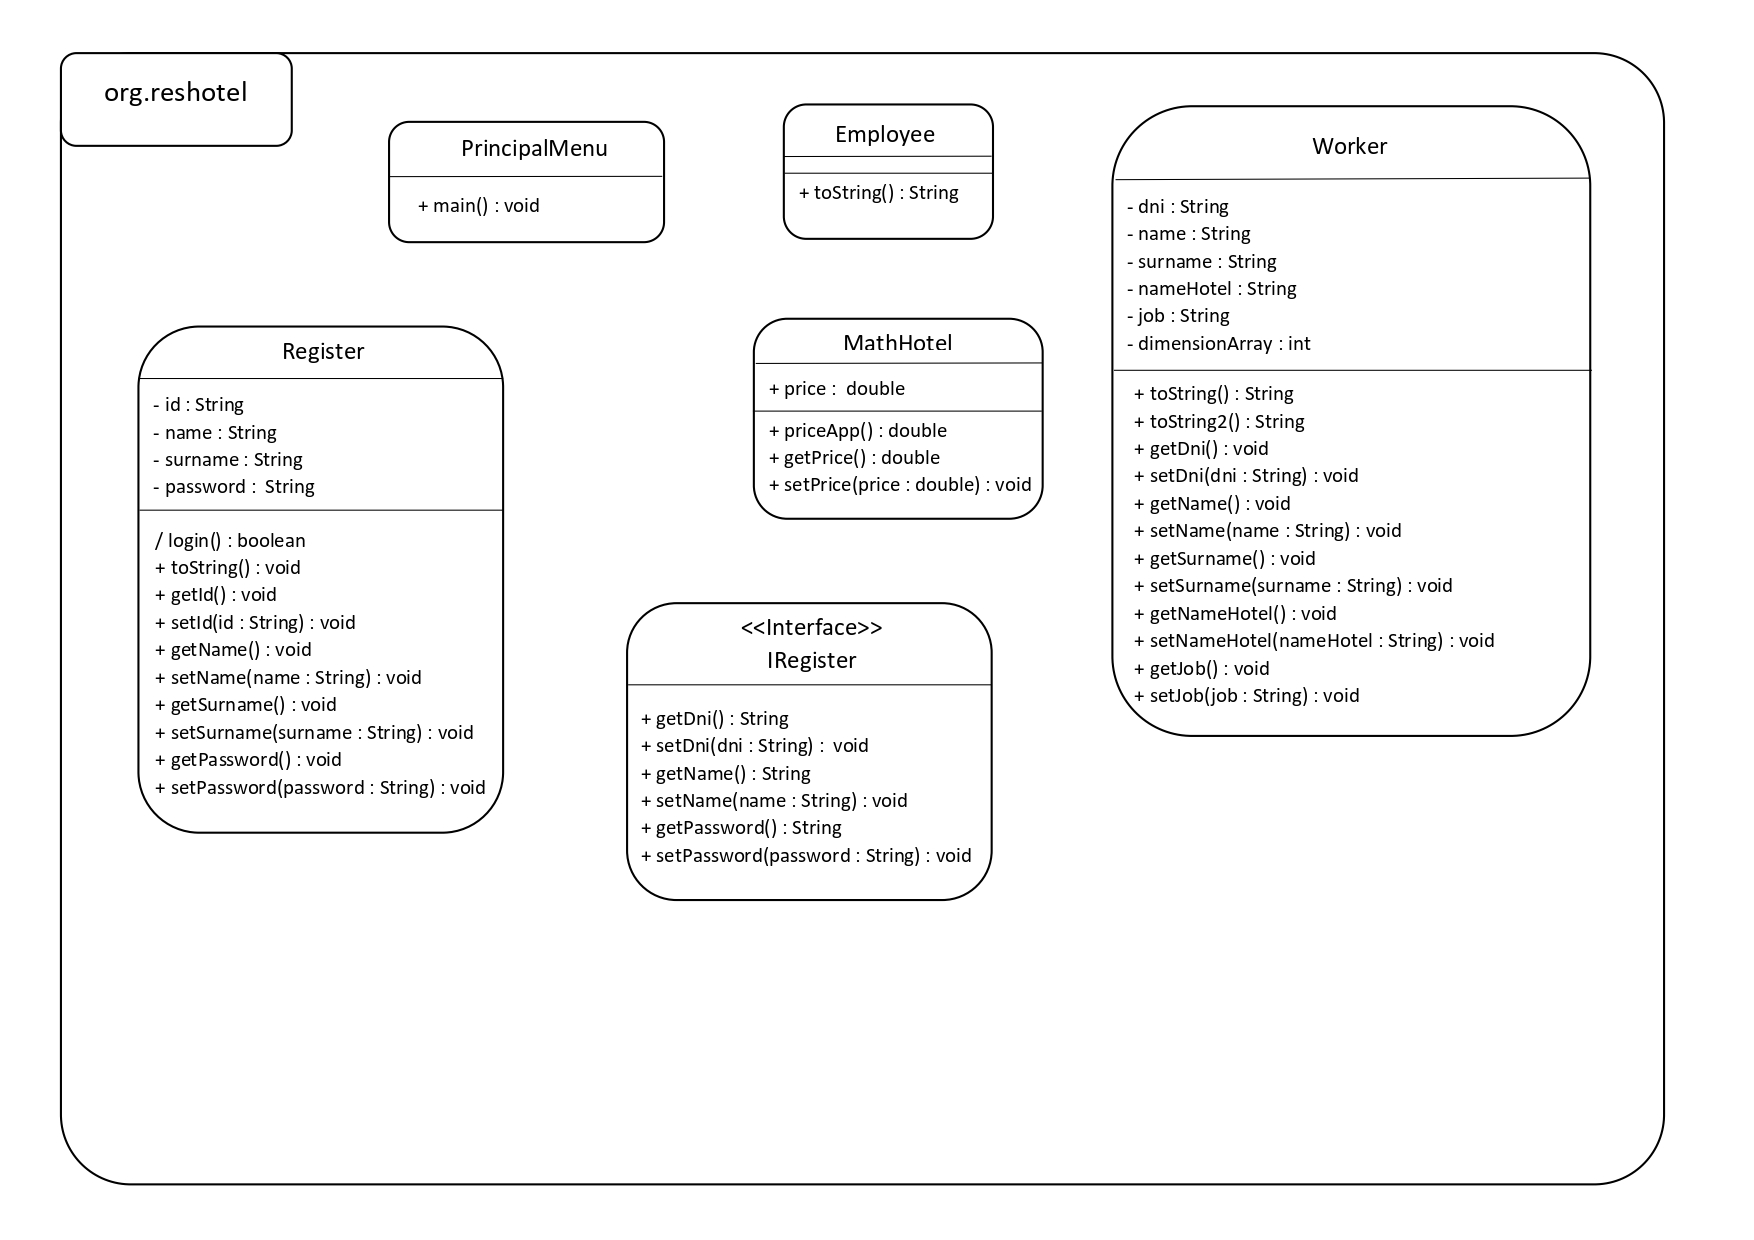 org.reshotel
PrincipalMenu
+ main() : void
Employee
+ toString() : String
Worker
- dni : String
- name : String
- surname : String
- nameHotel : String
- job : String
- dimensionArray : int
+ toString() : String
+ toString2() : String
+ getDni() : void
+ setDni(dni : String) : void
+ getName() : void
+ setName(name : String) : void
+ getSurname() : void
+ setSurname(surname : String) : void
+ getNameHotel() : void
+ setNameHotel(nameHotel : String) : void
+ getJob() : void
+ setJob(job : String) : void
Register
- id : String
- name : String
- surname : String
- password :  String
/ login() : boolean
+ toString() : void
+ getId() : void
+ setId(id : String) : void
+ getName() : void
+ setName(name : String) : void
+ getSurname() : void
+ setSurname(surname : String) : void
+ getPassword() : void
+ setPassword(password : String) : void
MathHotel
+ price :  double
+ priceApp() : double
+ getPrice() : double
+ setPrice(price : double) : void
<<Interface>>
IRegister
+ getDni() : String
+ setDni(dni : String) :  void
+ getName() : String
+ setName(name : String) : void
+ getPassword() : String
+ setPassword(password : String) : void